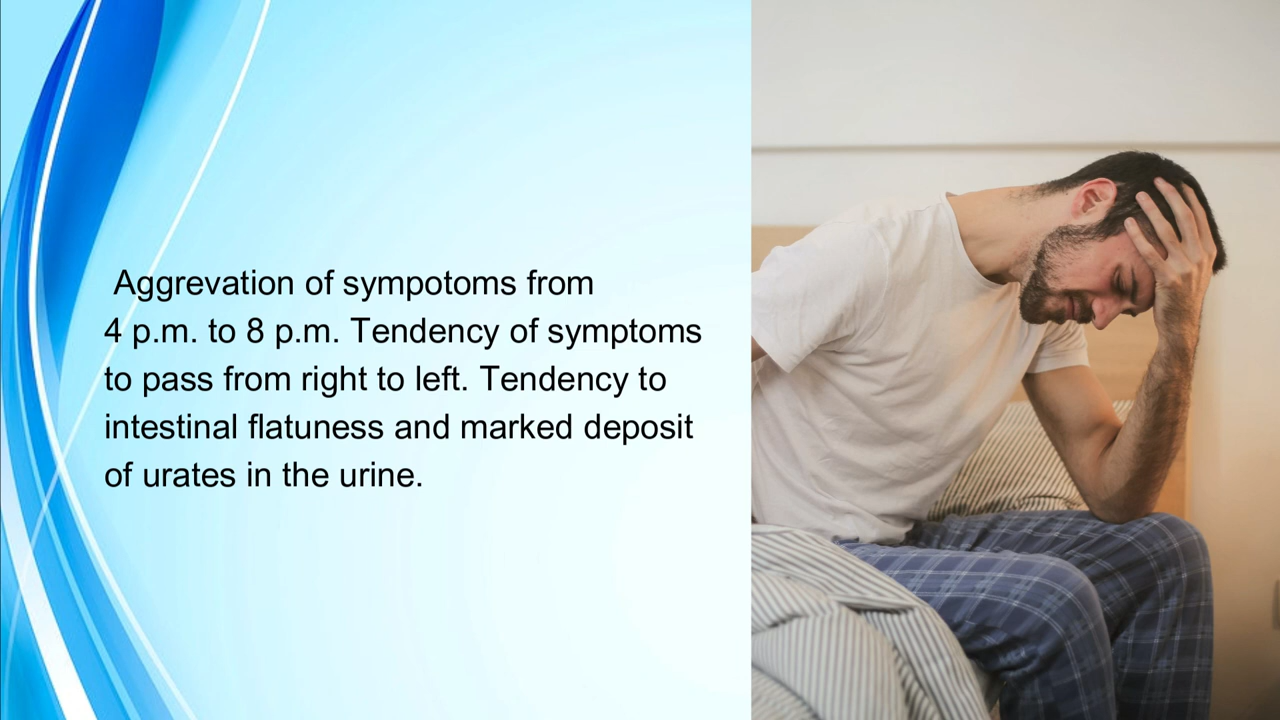 Aggrevation of sympotoms from
4 p.m. to 8 p.m. Tendency of symptoms
to pass from right to left. Tendency to
intestinal flatuness and marked deposit
of urates in the urine.